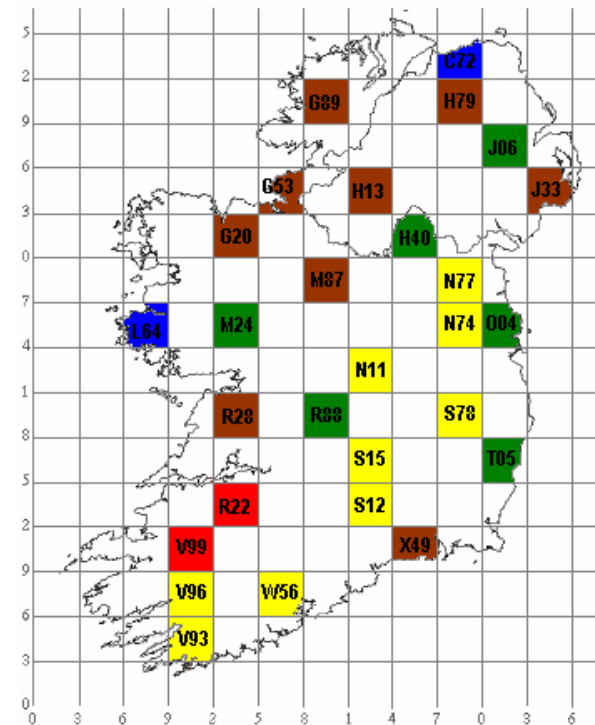 5
C72
2
G89 H79
9
J06
6
G53 H13 J33
3
G20 H40
0
M87 N77
7
L64 M24 N74 O04
4
N11
1
R28 R88 S78
8
S15 T05
5
R22 S12
2
V99 X49
9
V96 W56
6
V93
3
0
0 3 6 9 2 5 8 1 4 7 0 3 6